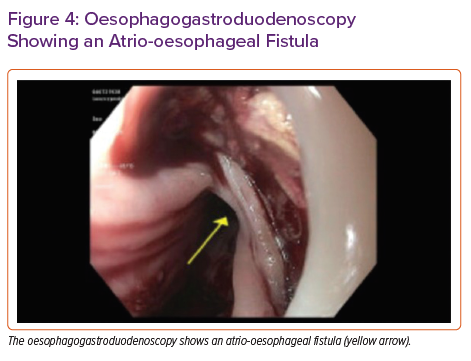 Figure 4: Oesophagogastroduodenoscopy
Showing an Atrio-oesophageal Fistula
The oesophagogastroduodenoscopy shows an atrio-oesophageal fistula (yellow arrow).